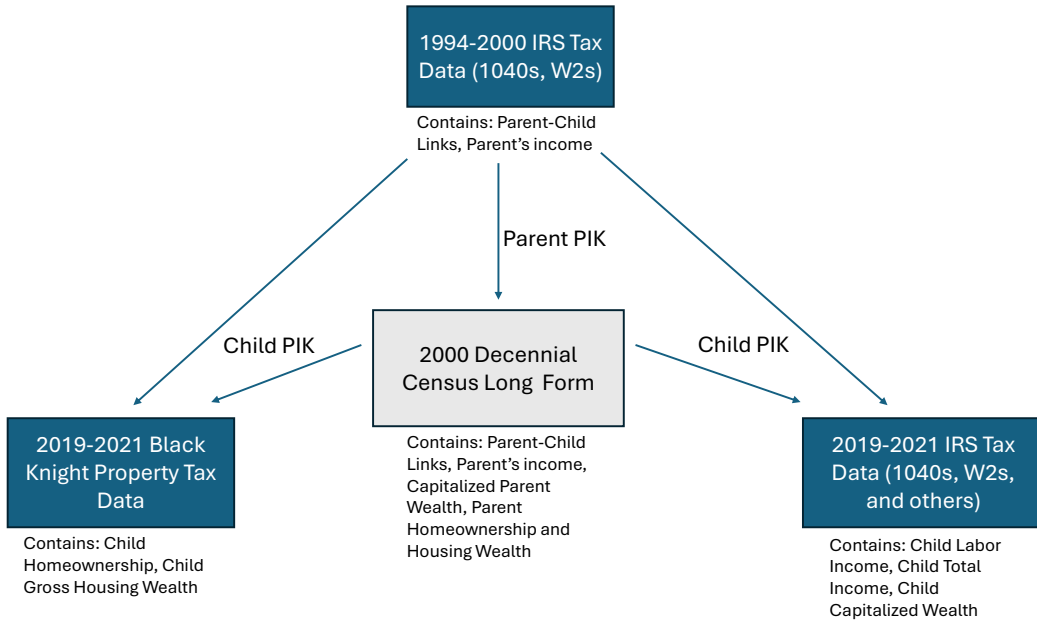 1994-2000 IRS Tax
Data (1040s, W2s)
Contains: Parent-Child
Links, Parent's income
Parent PIK
Child PIK
Child PIK
2000 Decennial
Census Long Form
Contains: Parent-Child
Links, Parent's income,
Capitalized Parent
Wealth, Parent
Homeownership and
Housing Wealth
2019-2021 Black
Knight Property Tax
Data
Contains: Child
Homeownership, Child
Gross Housing Wealth
2019-2021 IRS Tax
Data (1040s, W2s,
and others)
Contains: Child Labor
Income, Child Total
Income, Child
Capitalized Wealth